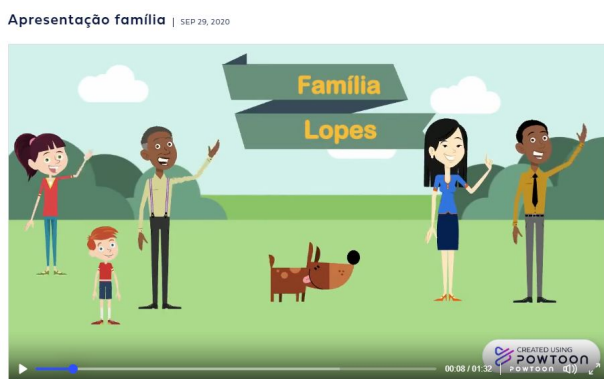 Apresentação família | SEP 29, 2020
Família
Lopes
CREATED USING
POWTOON
00:08 / 01:32 | POWTOON